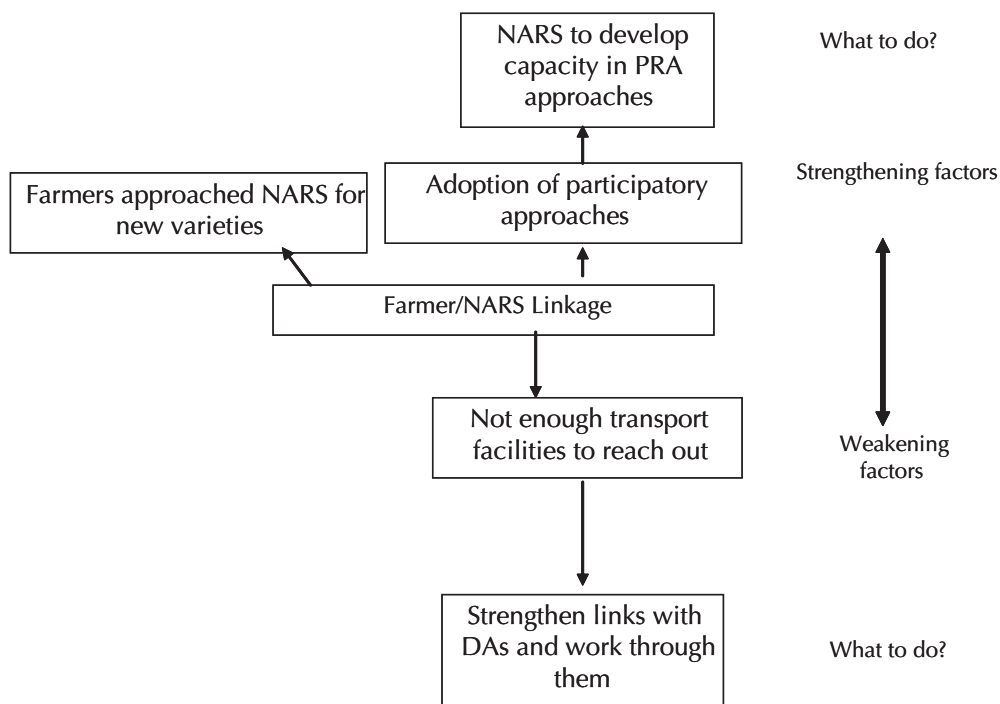 NARS to develop
capacity in PRA
approaches
What to do?
Adoption of participatory
approaches
Strengthening factors
Farmers approached NARS for
new varieties
Farmer/NARS Linkage
Not enough transport
facilities to reach out
Weakening
factors
Strengthen links with
DAs and work through
them
What to do?